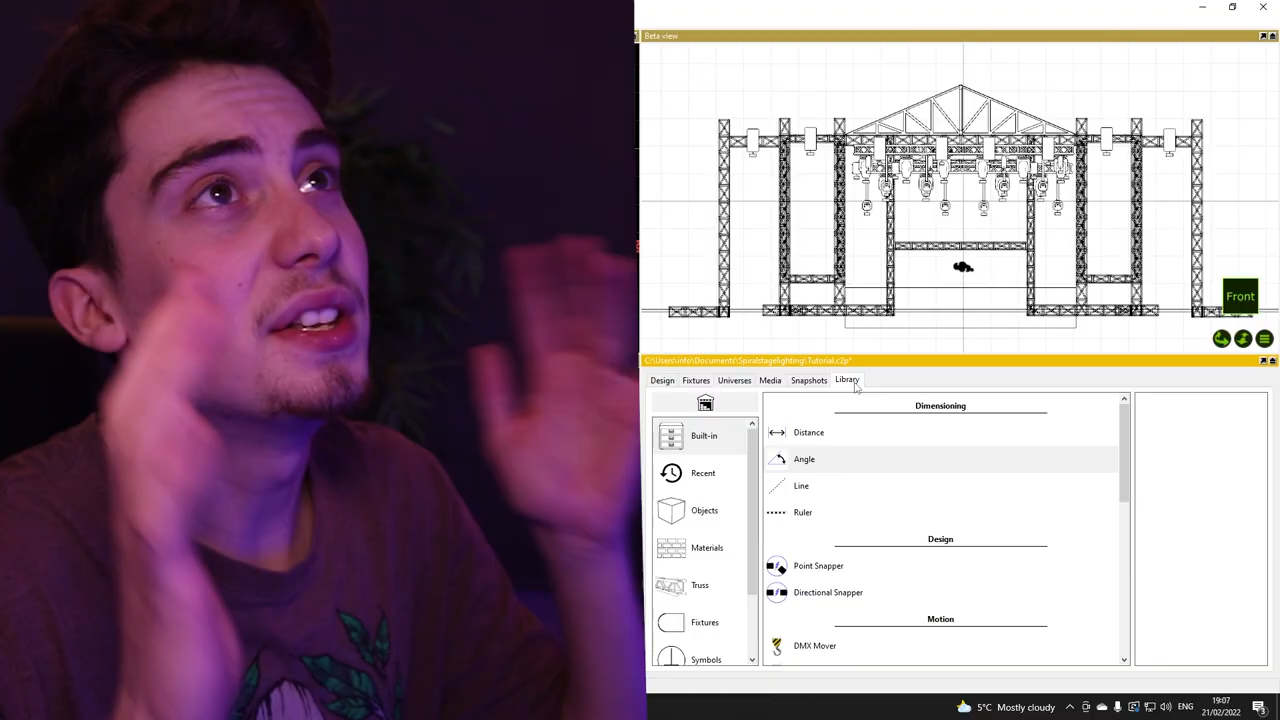 Beta view
Front
C:\Users\info\Documents\Spiralstagelighting\Tutorial.c2p*
Design Fixtures Universes Media Snapshots Library
Built-in
Recent
Objects
Materials
Truss
Fixtures
Symbols
Dimensioning
Distance
Angle
Line
Ruler
Design
Point Snapper
Directional Snapper
Motion
DMX Mover
5°C Mostly cloudy
ENG
19:07
21/02/2022
3